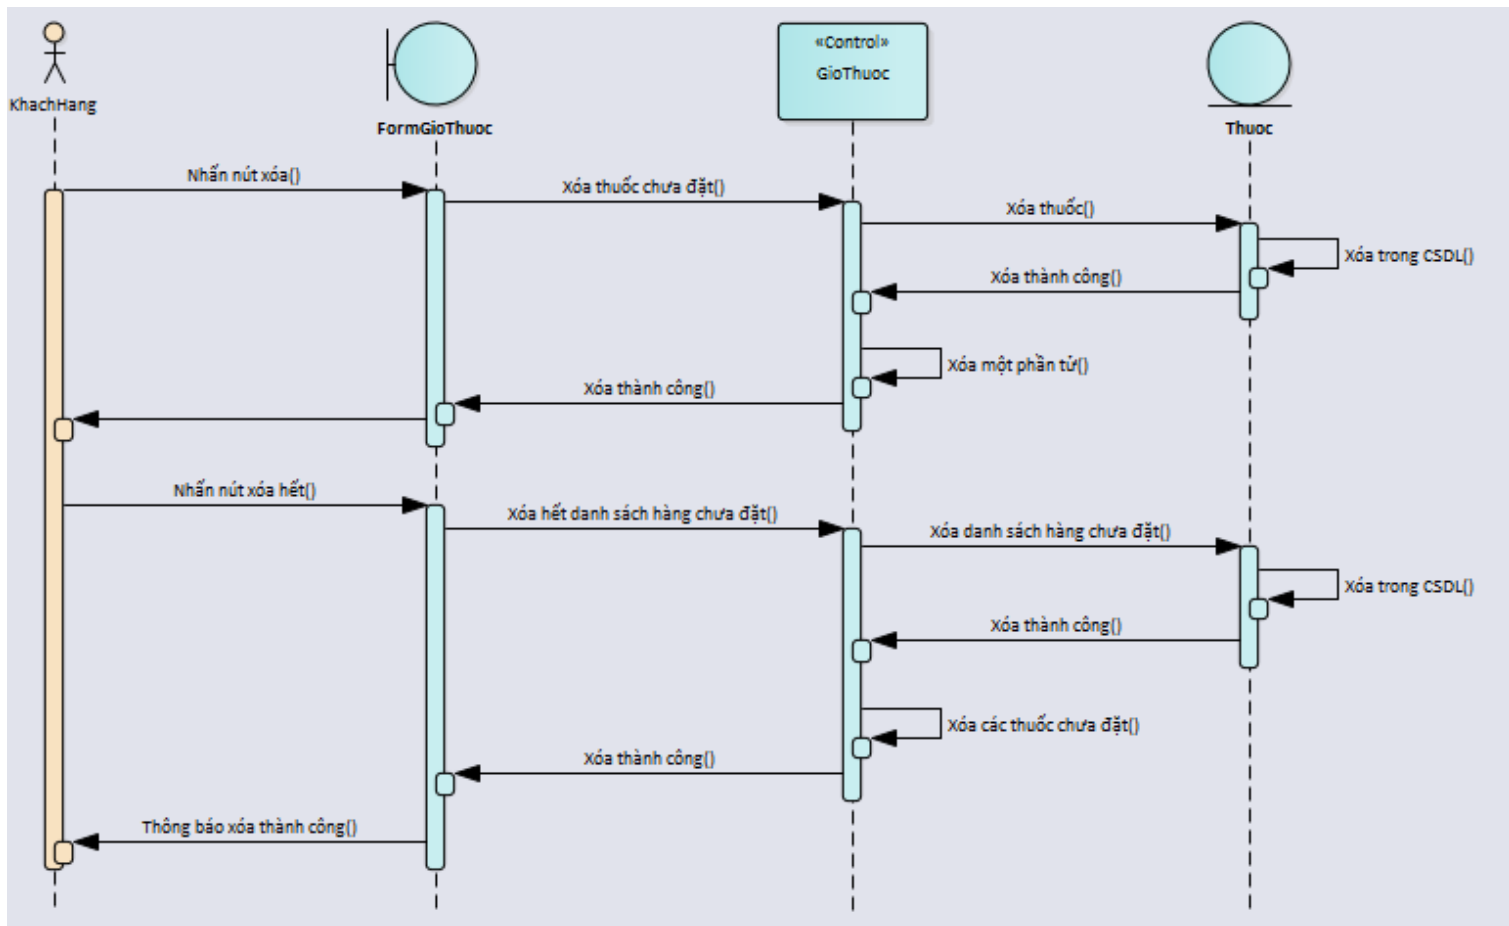 «Control»
GioThuoc
KhachHang
FormGioThuoc
Thuoc
Nhấn nút xóa()
Xóa thuốc chưa đặt()
Xóa thuốc()
Xóa trong CSDL()
Xóa thành công()
Xóa một phần tử()
Xóa thành công()
Nhấn nút xóa hết()
Xóa hết danh sách hàng chưa đặt()
Xóa danh sách hàng chưa đặt()
Xóa trong CSDL()
Xóa thành công()
Xóa các thuốc chưa đặt()
Xóa thành công()
Thông báo xóa thành công()